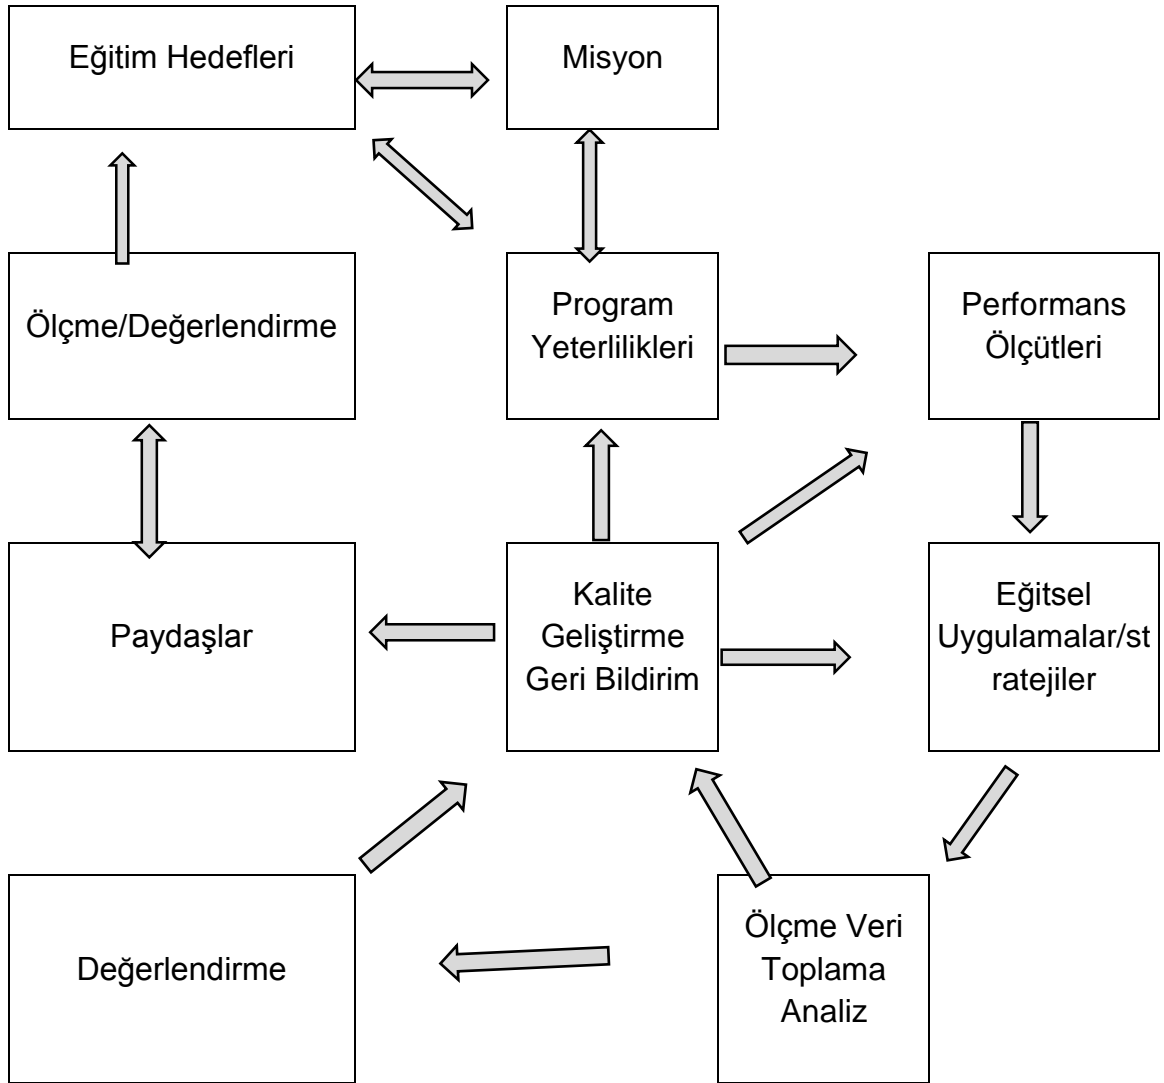 Eğitim Hedefleri
Misyon
Ölçme/Değerlendirme
Program
Yeterlilikleri
Performans
Ölçütleri
Paydaşlar
Kalite
Geliştirme
Geri Bildirim
Eğitsel
Uygulamalar/st
ratejiler
Değerlendirme
Ölçme Veri
Toplama
Analiz